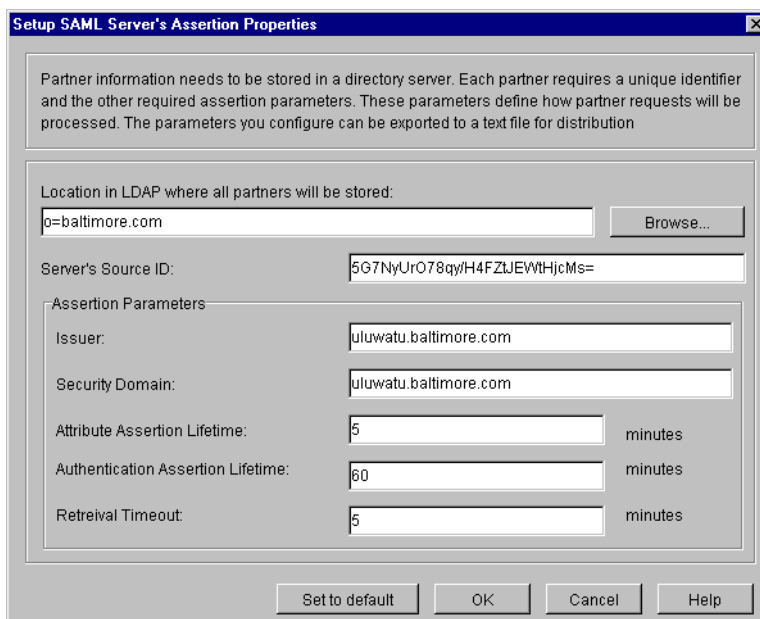 Setup SAML Server's Assertion Properties
Partner information needs to be stored in a directory server. Each partner requires a unique identifier
and the other required assertion parameters. These parameters define how partner requests will be
processed. The parameters you configure can be exported to a text file for distribution
Location in LDAP where all partners will be stored:
o=baltimore.com Browse...
Server's Source ID: 5G7NyUrO78qy/H4FZtJEWtHjcMs=
Assertion Parameters
Issuer: uluwatu.baltimore.com
Security Domain: uluwatu.baltimore.com
Attribute Assertion Lifetime: 5 minutes
Authentication Assertion Lifetime: 60 minutes
Retreival Timeout: 5 minutes
Set to default OK Cancel Help